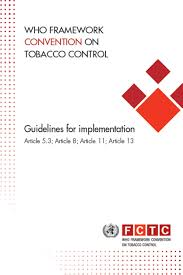 WHO FRAMEWORK
CONVENTION ON
TOBACCO CONTROL
Guidelines for implementation
Article 5.3; Article 8; Article 11; Article 13
FCTC
WHO FRAMEWORK CONVENTION
ON TOBACCO CONTROL